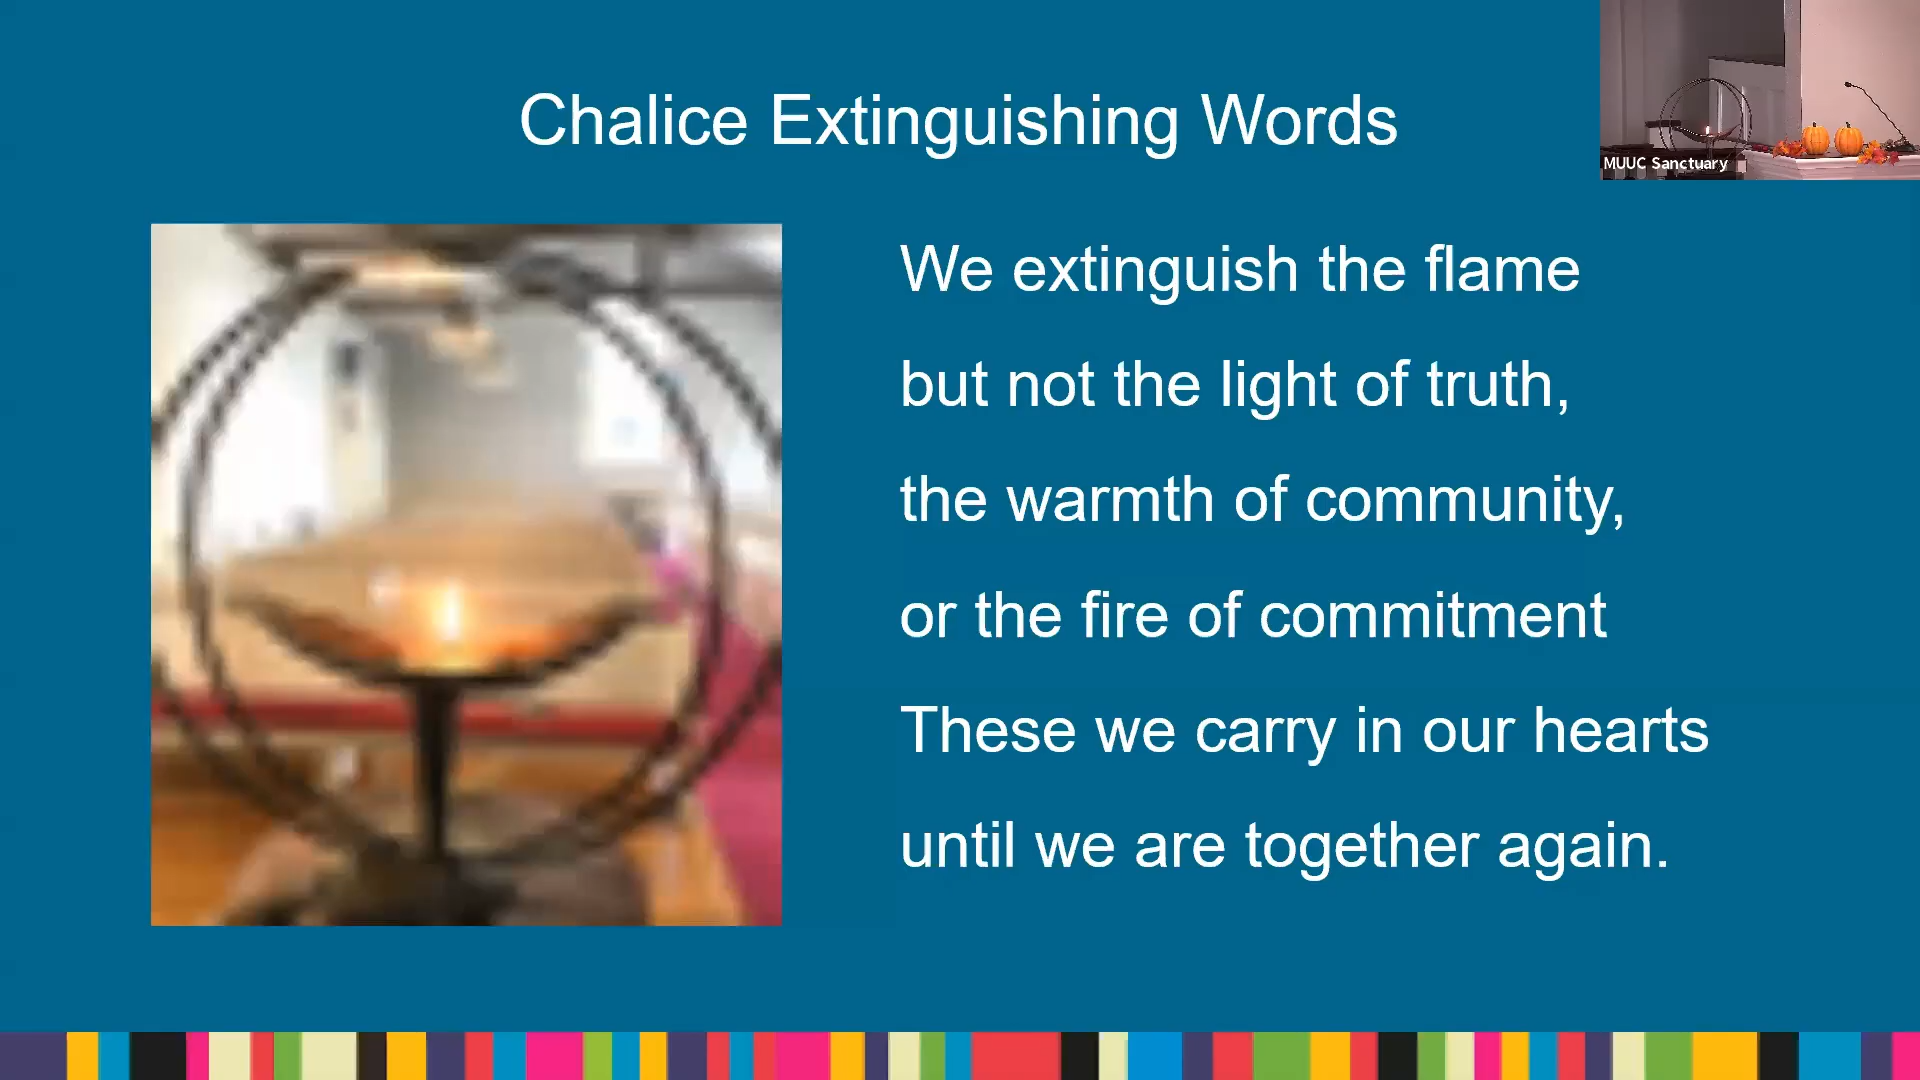 Chalice Extinguishing Words
MUUC Sanctuary
We extinguish the flame
but not the light of truth,
the warmth of community,
or the fire of commitment
These we carry in our hearts
until we are together again.